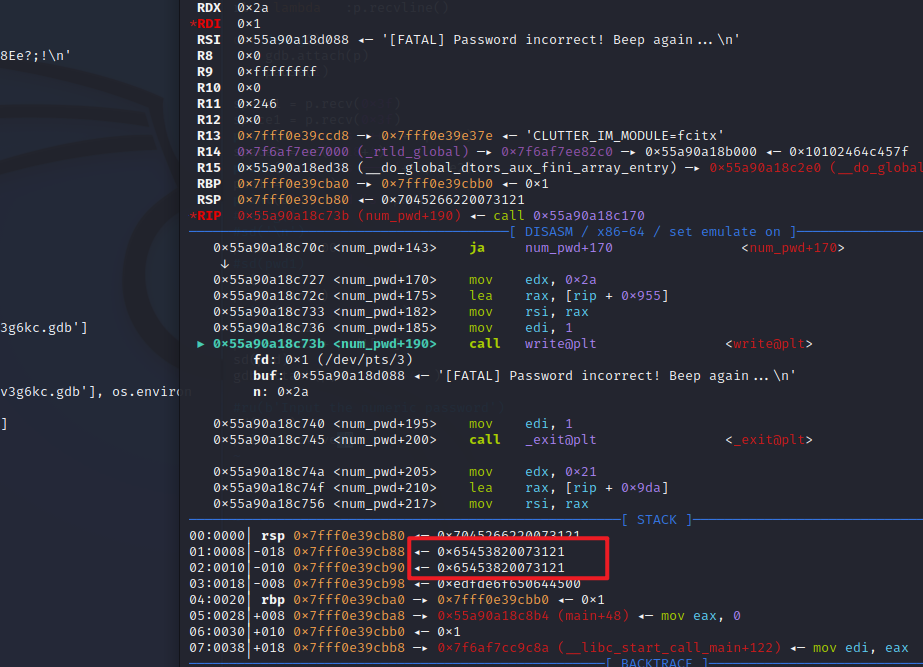 RDX 0×2a
*RDI 0×1
8Ee?;!\n'
RSI 0×55a90a18d088 ◂— '[FATAL] Password incorrect! Beep again...\n'
R8 0×0
R9 0×ffffffff
R10 0×0
R11 0×246
R12 0×0
R13 0×7fff0e39ccd8 —▸ 0×7fff0e39e37e ◂— 'CLUTTER_IM_MODULE=fcitx'
R14 0×7f6af7ee7000 (_rtld_global) —▸ 0×7f6af7ee82c0 —▸ 0×55a90a18b000 ◂— 0×10102464c457f
R15 0×55a90a18ed38 (__do_global_dtors_aux_fini_array_entry) —▸ 0×55a90a18c2e0 (__do_global
RBP 0×7fff0e39cba0 —▸ 0×7fff0e39cbb0 ◂— 0×1
RSP 0×7fff0e39cb80 ◂— 0×7045266220073121
*RIP 0×55a90a18c73b (num_pwd+190) ◂— call 0×55a90a18c170
[ DISASM / x86-64 / set emulate on ]
0×55a90a18c70c <num_pwd+143> ja num_pwd+170 <num_pwd+170>
↓
0×55a90a18c727 <num_pwd+170> mov edx, 0×2a
0×55a90a18c72c <num_pwd+175> lea rax, [rip + 0×955]
0×55a90a18c733 <num_pwd+182> mov rsi, rax
3g6kc.gdb']
0×55a90a18c736 <num_pwd+185> mov edi, 1
► 0×55a90a18c73b <num_pwd+190> call write@plt <write@plt>
fd: 0×1 (/dev/pts/3)
buf: 0×55a90a18d088 ◂— '[FATAL] Password incorrect! Beep again...\n'
v3g6kc.gdb'], os.environ
n: 0×2a
]
0×55a90a18c740 <num_pwd+195> mov edi, 1
0×55a90a18c745 <num_pwd+200> call _exit@plt <_exit@plt>
0×55a90a18c74a <num_pwd+205> mov edx, 0×21
0×55a90a18c74f <num_pwd+210> lea rax, [rip + 0×9da]
0×55a90a18c756 <num_pwd+217> mov rsi, rax
[ STACK ]
00:0000│ rsp 0×7fff0e39cb80 ◂— 0×7045266220073121
01:0008│-018 0×7fff0e39cb88 ◂— 0×65453820073121
02:0010│-010 0×7fff0e39cb90 ◂— 0×65453820073121
03:0018│-008 0×7fff0e39cb98 ◂— 0×edfde6f650644500
04:0020│ rbp 0×7fff0e39cba0 —▸ 0×7fff0e39cbb0 ◂— 0×1
05:0028│+008 0×7fff0e39cba8 —▸ 0×55a90a18c8b4 (main+48) ◂— mov eax, 0
06:0030│+010 0×7fff0e39cbb0 ◂— 0×1
07:0038│+018 0×7fff0e39cbb8 —▸ 0×7f6af7cc9c8a (__libc_start_call_main+122) ◂— mov edi, eax
[ BACKTRACE ]